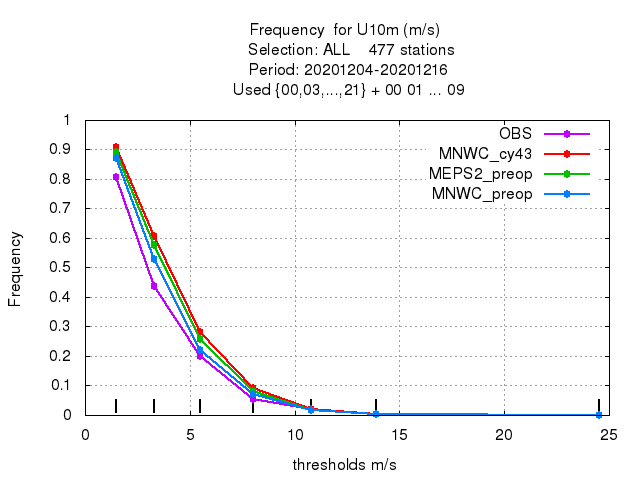 Frequency  for U10m (m/s)
Selection: ALL    477 stations
Period: 20201204-20201216
Used {00,03,...,21} + 00 01 ... 09
OBS
MNWC_cy43
MEPS2_preop
MNWC_preop
1
0.9
0.8
0.7
0.6
0.5
0.4
0.3
0.2
0.1
0
Frequency
0 5 10 15 20 25
thresholds m/s